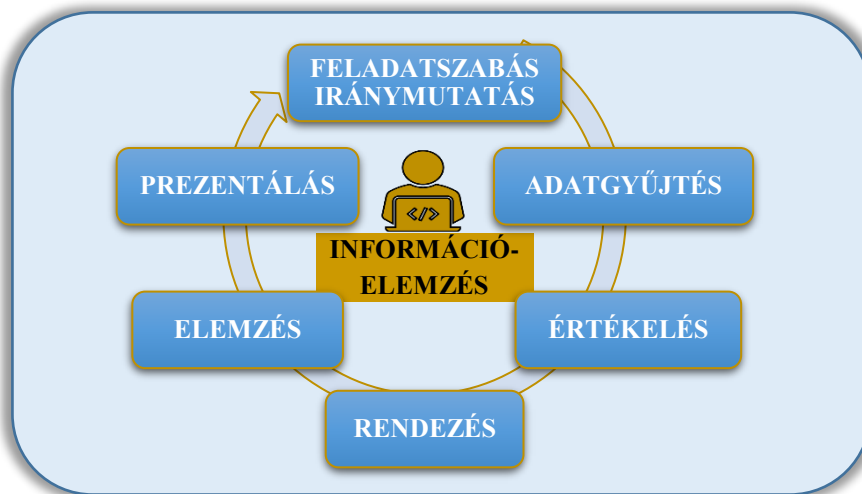 FELADATSZABÁS
IRÁNYMUTATÁS
ADATGYŰJTÉS
ÉRTÉKELÉS
RENDEZÉS
ELEMZÉS
PREZENTÁLÁS
</>
INFORMÁCIÓ-
ELEMZÉS